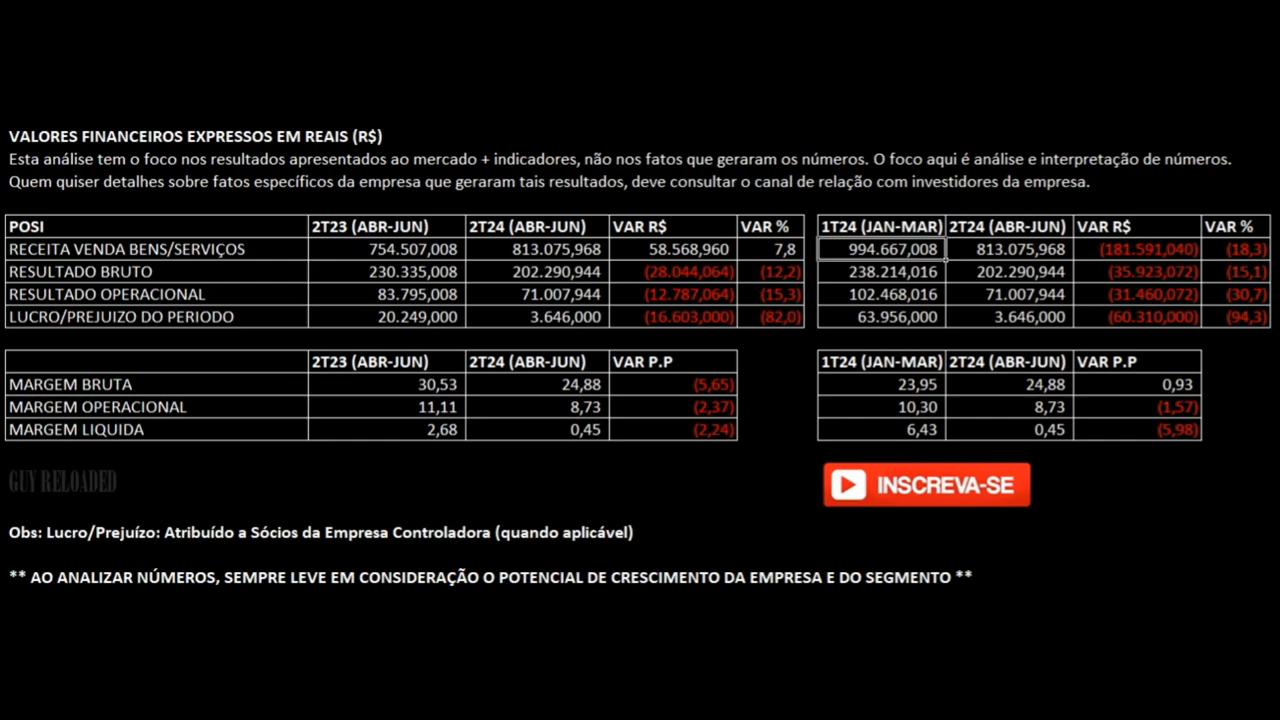 VALORES FINANCEIROS EXPRESSOS EM REAIS (R$)
Esta análise tem o foco nos resultados apresentados ao mercado + indicadores, não nos fatos que geraram os números. O foco aqui é análise e interpretação de números.
Quem quiser detalhes sobre fatos específicos da empresa que geraram tais resultados, deve consultar o canal de relação com investidores da empresa.
POSI 2T23 (ABR-JUN) 2T24 (ABR-JUN) VAR R$ VAR % 1T24 (JAN-MAR) 2T24 (ABR-JUN) VAR R$ VAR %
RECEITA VENDA BENS/SERVIÇOS 754.507,008 813.075,968 58.568,960 7,8 994.667,008 813.075,968 (181.591,040) (18,3)
RESULTADO BRUTO 230.335,008 202.290,944 (28.044,064) (12,2) 238.214,016 202.290,944 (35.923,072) (15,1)
RESULTADO OPERACIONAL 83.795,008 71.007,944 (12.787,064) (15,3) 102.468,016 71.007,944 (31.460,072) (30,7)
LUCRO/PREJUIZO DO PERIODO 20.249,000 3.646,000 (16.603,000) (82,0) 63.956,000 3.646,000 (60.310,000) (94,3)
2T23 (ABR-JUN) 2T24 (ABR-JUN) VAR P.P 1T24 (JAN-MAR) 2T24 (ABR-JUN) VAR P.P
MARGEM BRUTA 30,53 24,88 (5,65) 23,95 24,88 0,93
MARGEM OPERACIONAL 11,11 8,73 (2,37) 10,30 8,73 (1,57)
MARGEM LIQUIDA 2,68 0,45 (2,24) 6,43 0,45 (5,98)
GUY RELOADED
INSCREVA-SE
Obs: Lucro/Prejuízo: Atribuído a Sócios da Empresa Controladora (quando aplicável)
** AO ANALIZAR NÚMEROS, SEMPRE LEVE EM CONSIDERAÇÃO O POTENCIAL DE CRESCIMENTO DA EMPRESA E DO SEGMENTO **